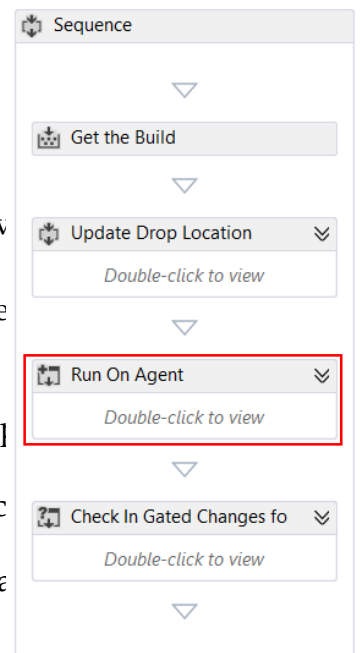 Sequence
Get the Build
Update Drop Location
Double-click to view
Run On Agent
Double-click to view
Check In Gated Changes fo
Double-click to view